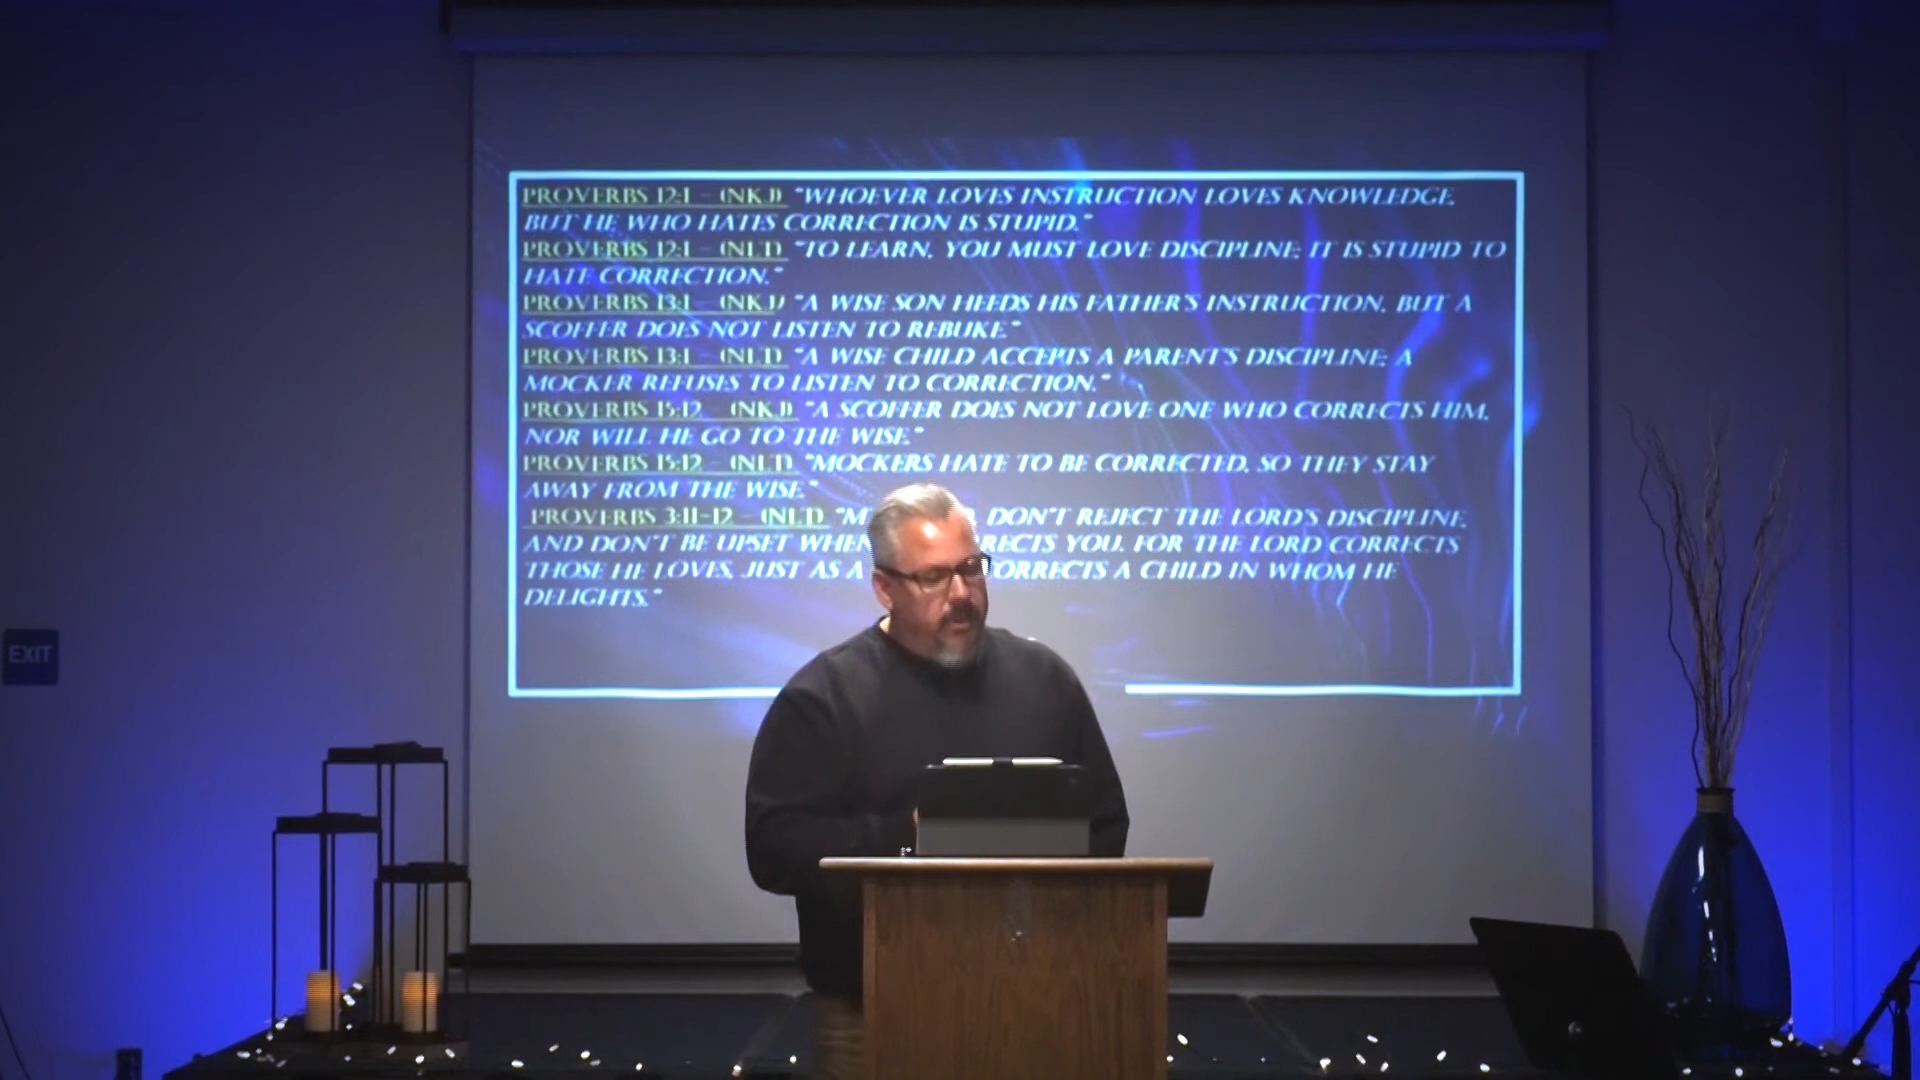 PROVERBS 12:1 - (NKJ) "WHOEVER LOVES INSTRUCTION LOVES KNOWLEDGE,
BUT HE WHO HATES CORRECTION IS STUPID."
PROVERBS 12:1 - (NLT) "TO LEARN, YOU MUST LOVE DISCIPLINE; IT IS STUPID TO
HATE CORRECTION."
PROVERBS 13:1 - (NKJ) "A WISE SON HEEDS HIS FATHER'S INSTRUCTION, BUT A
SCOFFER DOES NOT LISTEN TO REBUKE."
PROVERBS 13:1 - (NLT) "A WISE CHILD ACCEPTS A PARENT'S DISCIPLINE; A
MOCKER REFUSES TO LISTEN TO CORRECTION."
PROVERBS 15:12 - (NKJ) "A SCOFFER DOES NOT LOVE ONE WHO CORRECTS HIM,
NOR WILL HE GO TO THE WISE."
PROVERBS 15:12 - (NLT) "MOCKERS HATE TO BE CORRECTED, SO THEY STAY
AWAY FROM THE WISE."
PROVERBS 3:11-12 - (NLT) DON'T REJECT THE LORD'S DISCIPLINE,
AND DON'T BE UPSET WHEN YOU. FOR THE LORD CORRECTS
THOSE HE LOVES, JUST AS A CORRECTS A CHILD IN WHOM HE
DELIGHTS."
EXIT